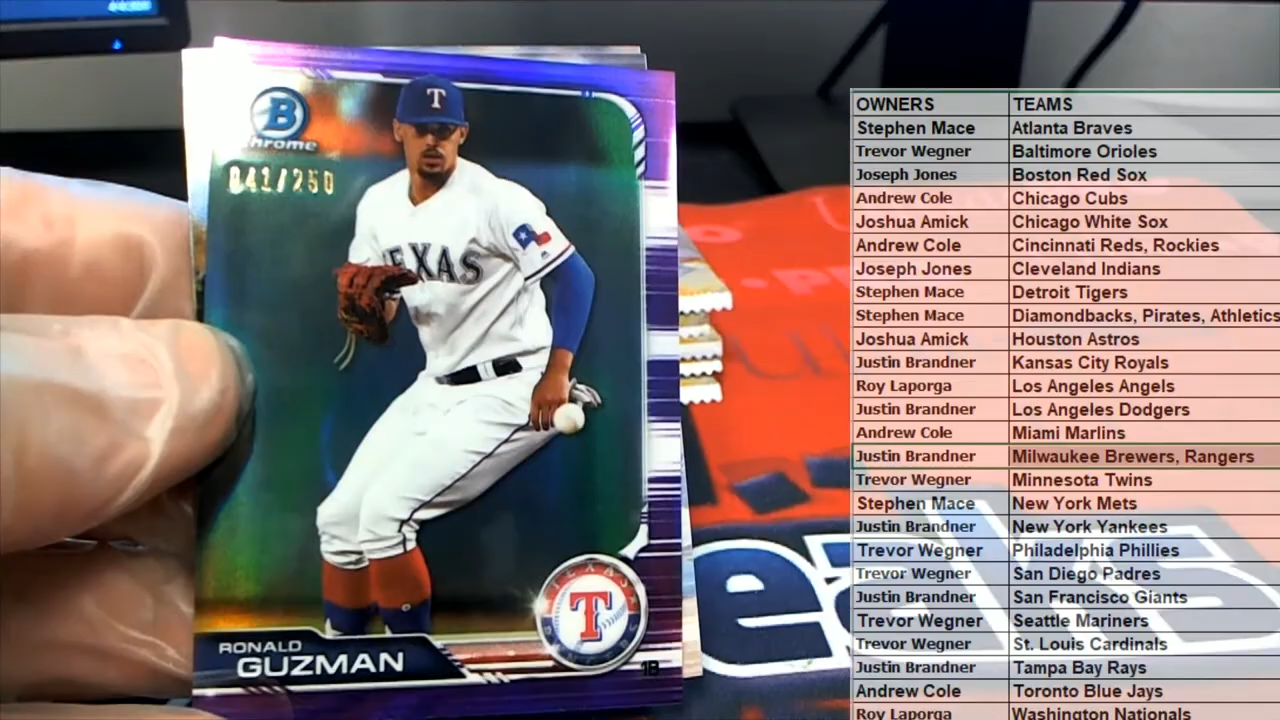 B
Chrome
041/250
T
TEXAS
TEXAS
T
RONALD
GUZMAN
1B
eaks
OWNERS TEAMS
Stephen Mace Atlanta Braves
Trevor Wegner Baltimore Orioles
Joseph Jones Boston Red Sox
Andrew Cole Chicago Cubs
Joshua Amick Chicago White Sox
Andrew Cole Cincinnati Reds, Rockies
Joseph Jones Cleveland Indians
Stephen Mace Detroit Tigers
Stephen Mace Diamondbacks, Pirates, Athletics
Joshua Amick Houston Astros
Justin Brandner Kansas City Royals
Roy Laporga Los Angeles Angels
Justin Brandner Los Angeles Dodgers
Andrew Cole Miami Marlins
Justin Brandner Milwaukee Brewers, Rangers
Trevor Wegner Minnesota Twins
Stephen Mace New York Mets
Justin Brandner New York Yankees
Trevor Wegner Philadelphia Phillies
Trevor Wegner San Diego Padres
Justin Brandner San Francisco Giants
Trevor Wegner Seattle Mariners
Trevor Wegner St. Louis Cardinals
Justin Brandner Tampa Bay Rays
Andrew Cole Toronto Blue Jays
Roy Laporga Washington Nationals